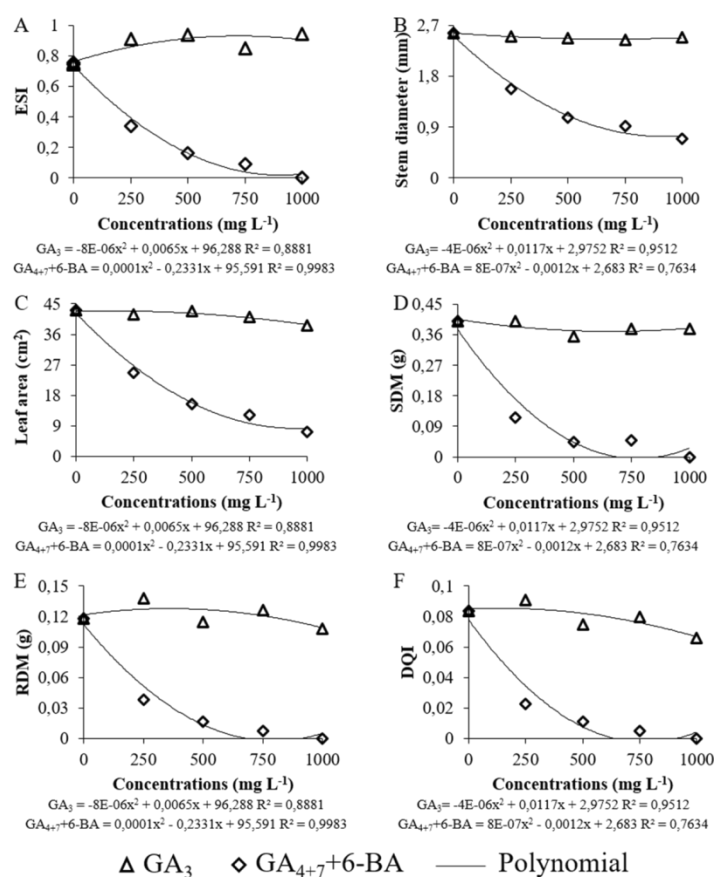 A
ESI
1
0,8
0,6
0,4
0,2
0
0 250 500 750 1000
Concentrations (mg L⁻¹)
GA₃ = -8E-06x² + 0,0065x + 96,288 R² = 0,8881
GA₄₊₇+6-BA = 0,0001x² - 0,2331x + 95,591 R² = 0,9983
B
Stem diameter (mm)
2,7
1,8
0,9
0
0 250 500 750 1000
Concentrations (mg L⁻¹)
GA₃= -4E-06x² + 0,0117x + 2,9752 R² = 0,9512
GA₄₊₇+6-BA = 8E-07x² - 0,0012x + 2,683 R² = 0,7634
C
Leaf area (cm²)
45
36
27
18
9
0
0 250 500 750 1000
Concentrations (mg L⁻¹)
GA₃ = -8E-06x² + 0,0065x + 96,288 R² = 0,8881
GA₄₊₇+6-BA = 0,0001x² - 0,2331x + 95,591 R² = 0,9983
D
SDM (g)
0,45
0,36
0,27
0,18
0,09
0
0 250 500 750 1000
Concentrations (mg L⁻¹)
GA₃= -4E-06x² + 0,0117x + 2,9752 R² = 0,9512
GA₄₊₇+6-BA = 8E-07x² - 0,0012x + 2,683 R² = 0,7634
E
RDM (g)
0,15
0,12
0,09
0,06
0,03
0
0 250 500 750 1000
Concentrations (mg L⁻¹)
GA₃ = -8E-06x² + 0,0065x + 96,288 R² = 0,8881
GA₄₊₇+6-BA = 0,0001x² - 0,2331x + 95,591 R² = 0,9983
F
DQI
0,1
0,08
0,06
0,04
0,02
0
0 250 500 750 1000
Concentrations (mg L⁻¹)
GA₃= -4E-06x² + 0,0117x + 2,9752 R² = 0,9512
GA₄₊₇+6-BA = 8E-07x² - 0,0012x + 2,683 R² = 0,7634
GA₃ GA₄₊₇+6-BA Polynomial